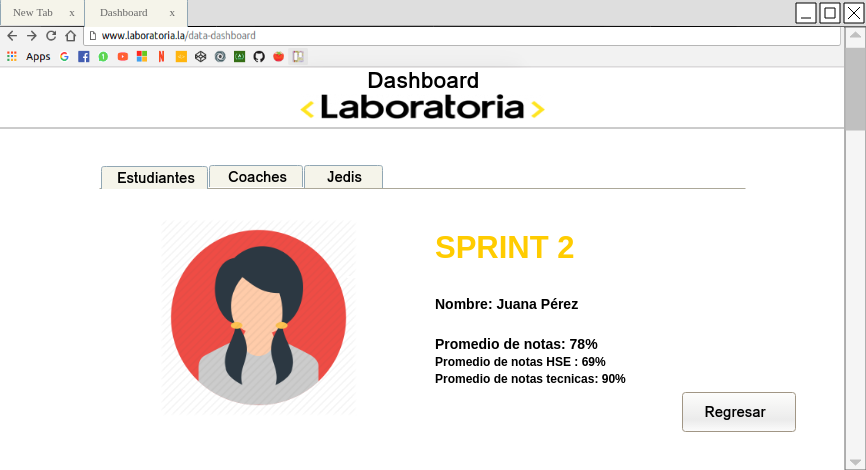 New Tab x Dashboard x
www.laboratoria.la/data-dashboard
Apps
Dashboard
< Laboratoria >
Estudiantes Coaches Jedis
SPRINT 2
Nombre: Juana Pérez
Promedio de notas: 78%
Promedio de notas HSE : 69%
Promedio de notas tecnicas: 90%
Regresar